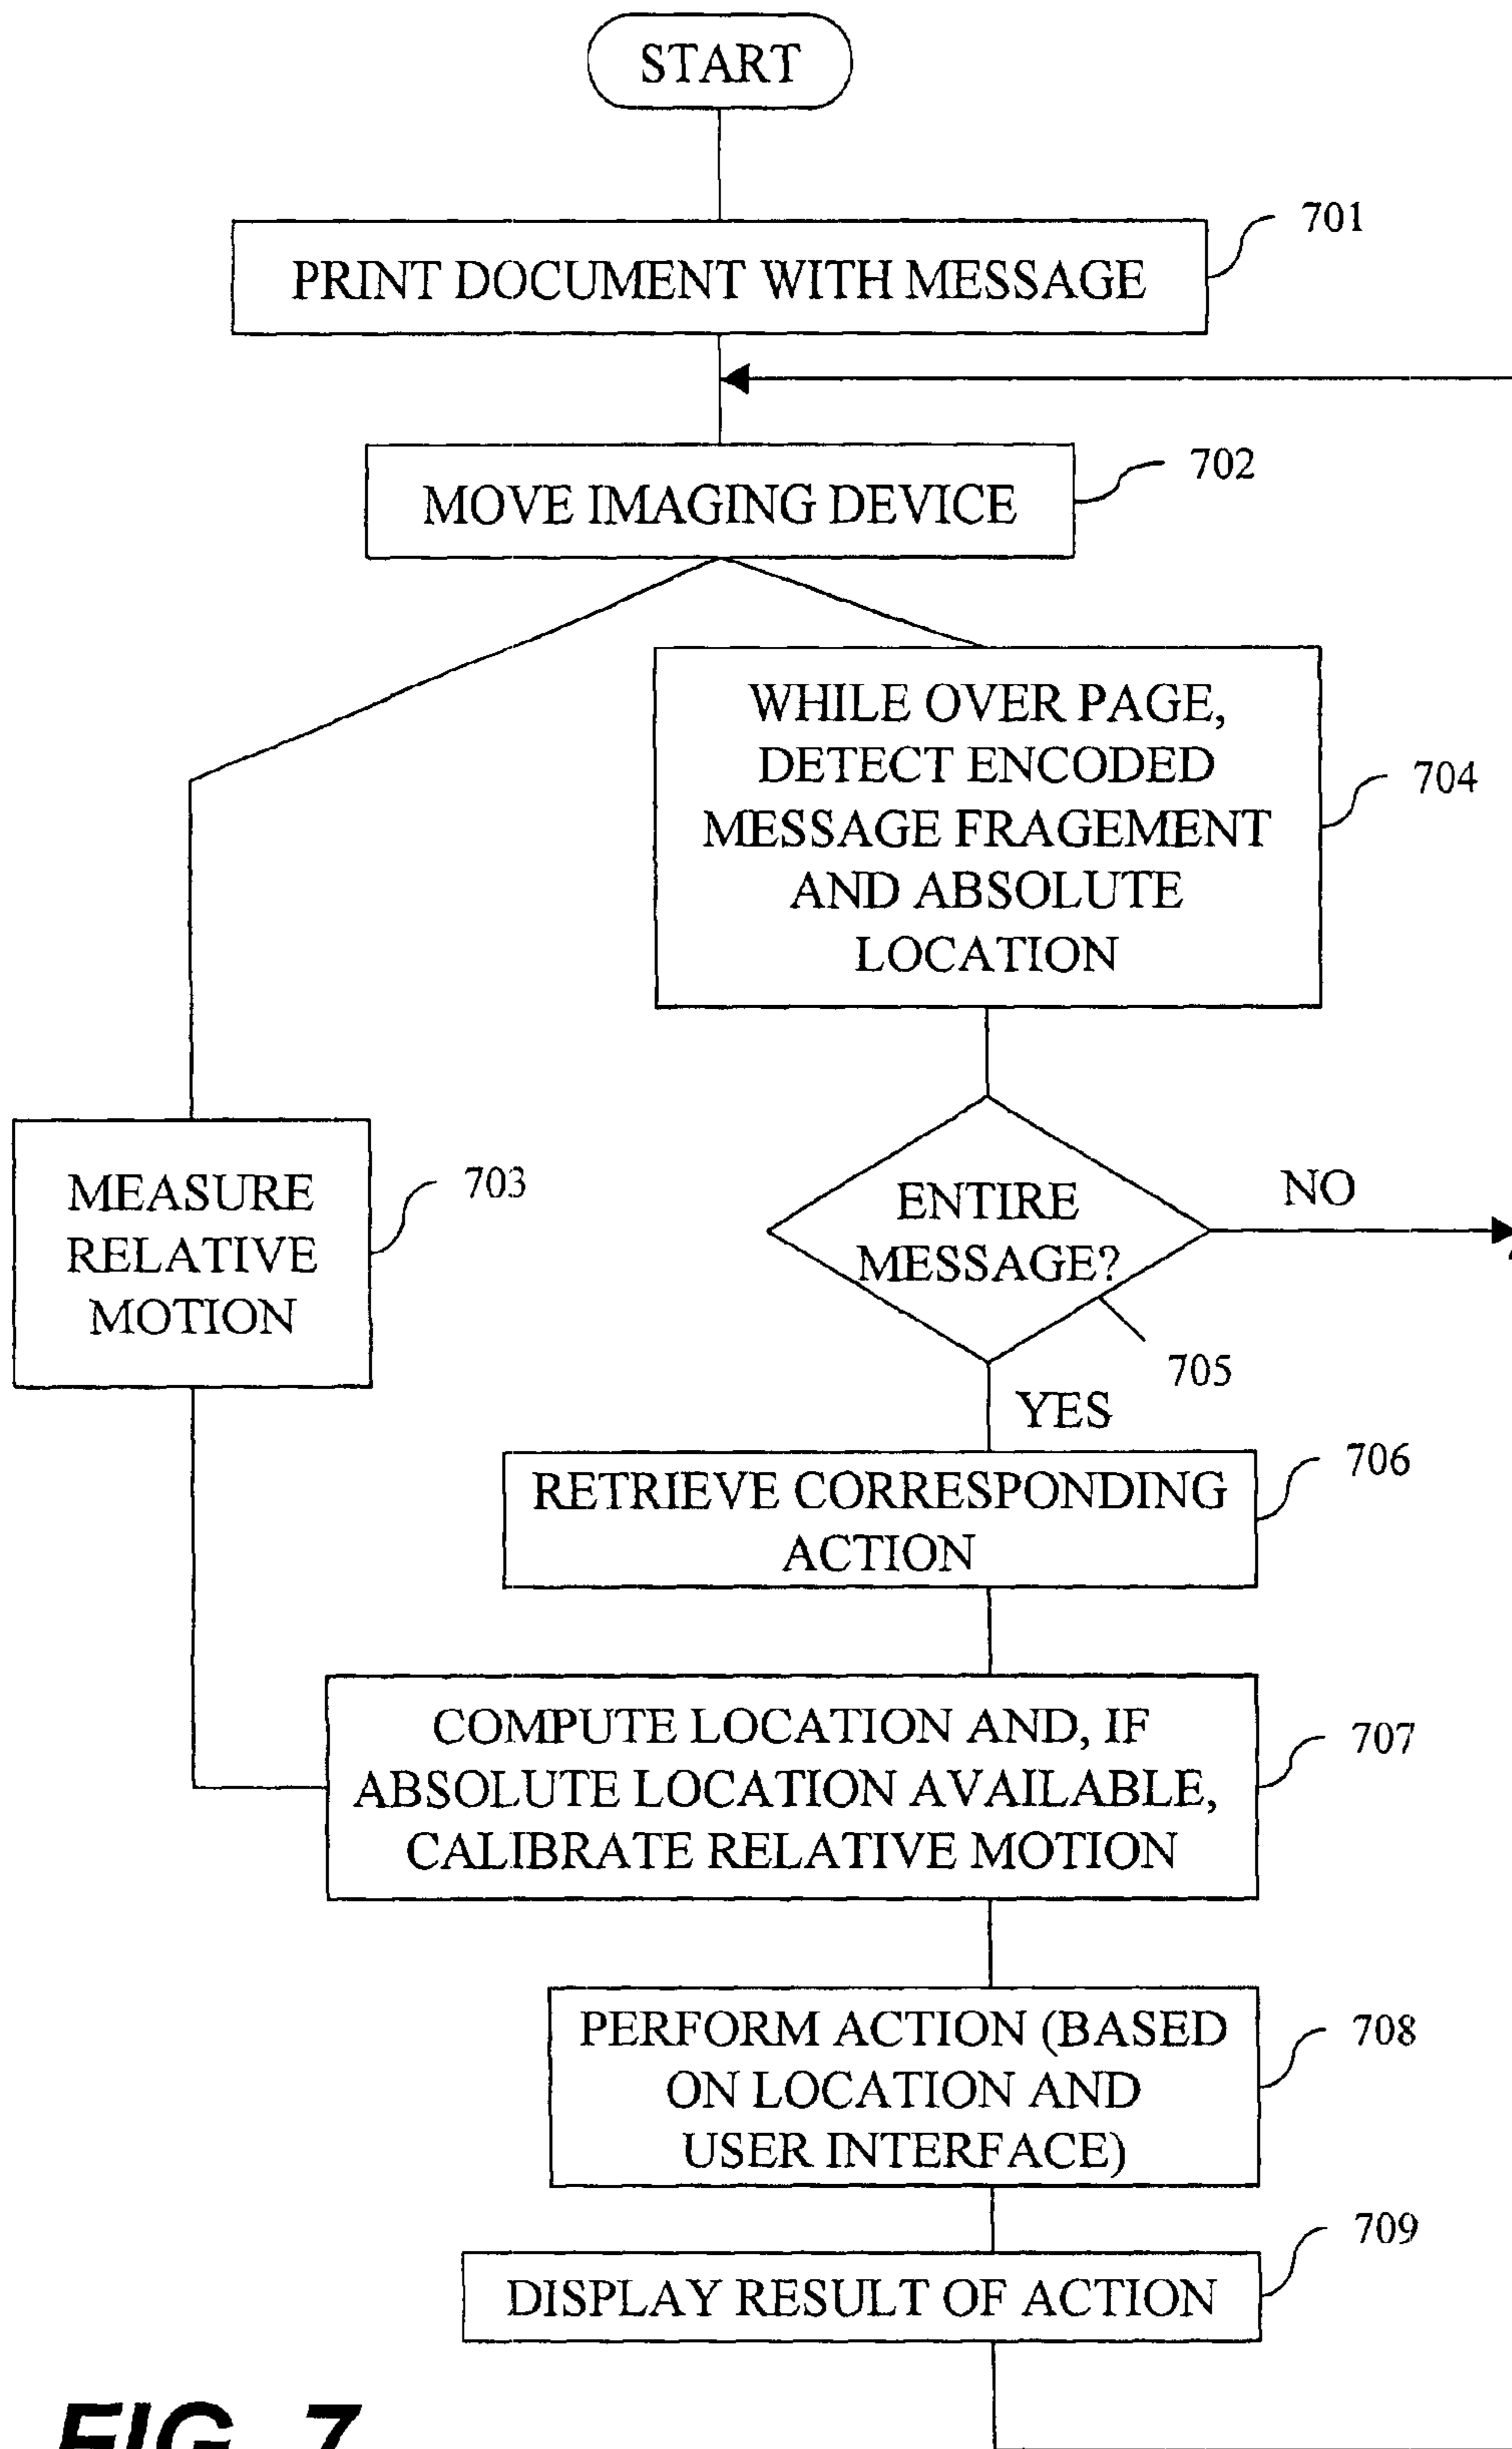 START
701
PRINT DOCUMENT WITH MESSAGE
702
MOVE IMAGING DEVICE
WHILE OVER PAGE,
DETECT ENCODED
MESSAGE FRAGEMENT
AND ABSOLUTE
LOCATION
704
MEASURE
RELATIVE
MOTION
703
ENTIRE
MESSAGE?
NO
705
YES
RETRIEVE CORRESPONDING
ACTION
706
COMPUTE LOCATION AND, IF
ABSOLUTE LOCATION AVAILABLE,
CALIBRATE RELATIVE MOTION
707
PERFORM ACTION (BASED
ON LOCATION AND
USER INTERFACE)
708
709
DISPLAY RESULT OF ACTION
FIG. 7